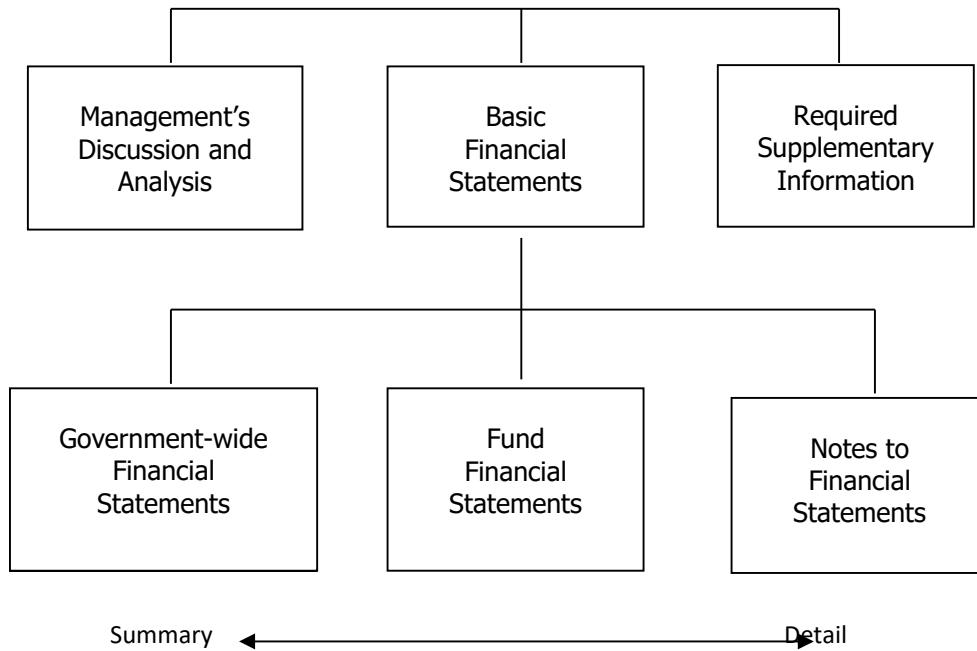 Management’s
Discussion and
Analysis
Basic
Financial
Statements
Required
Supplementary
Information
Government-wide
Financial
Statements
Fund
Financial
Statements
Notes to
Financial
Statements
Summary
Detail